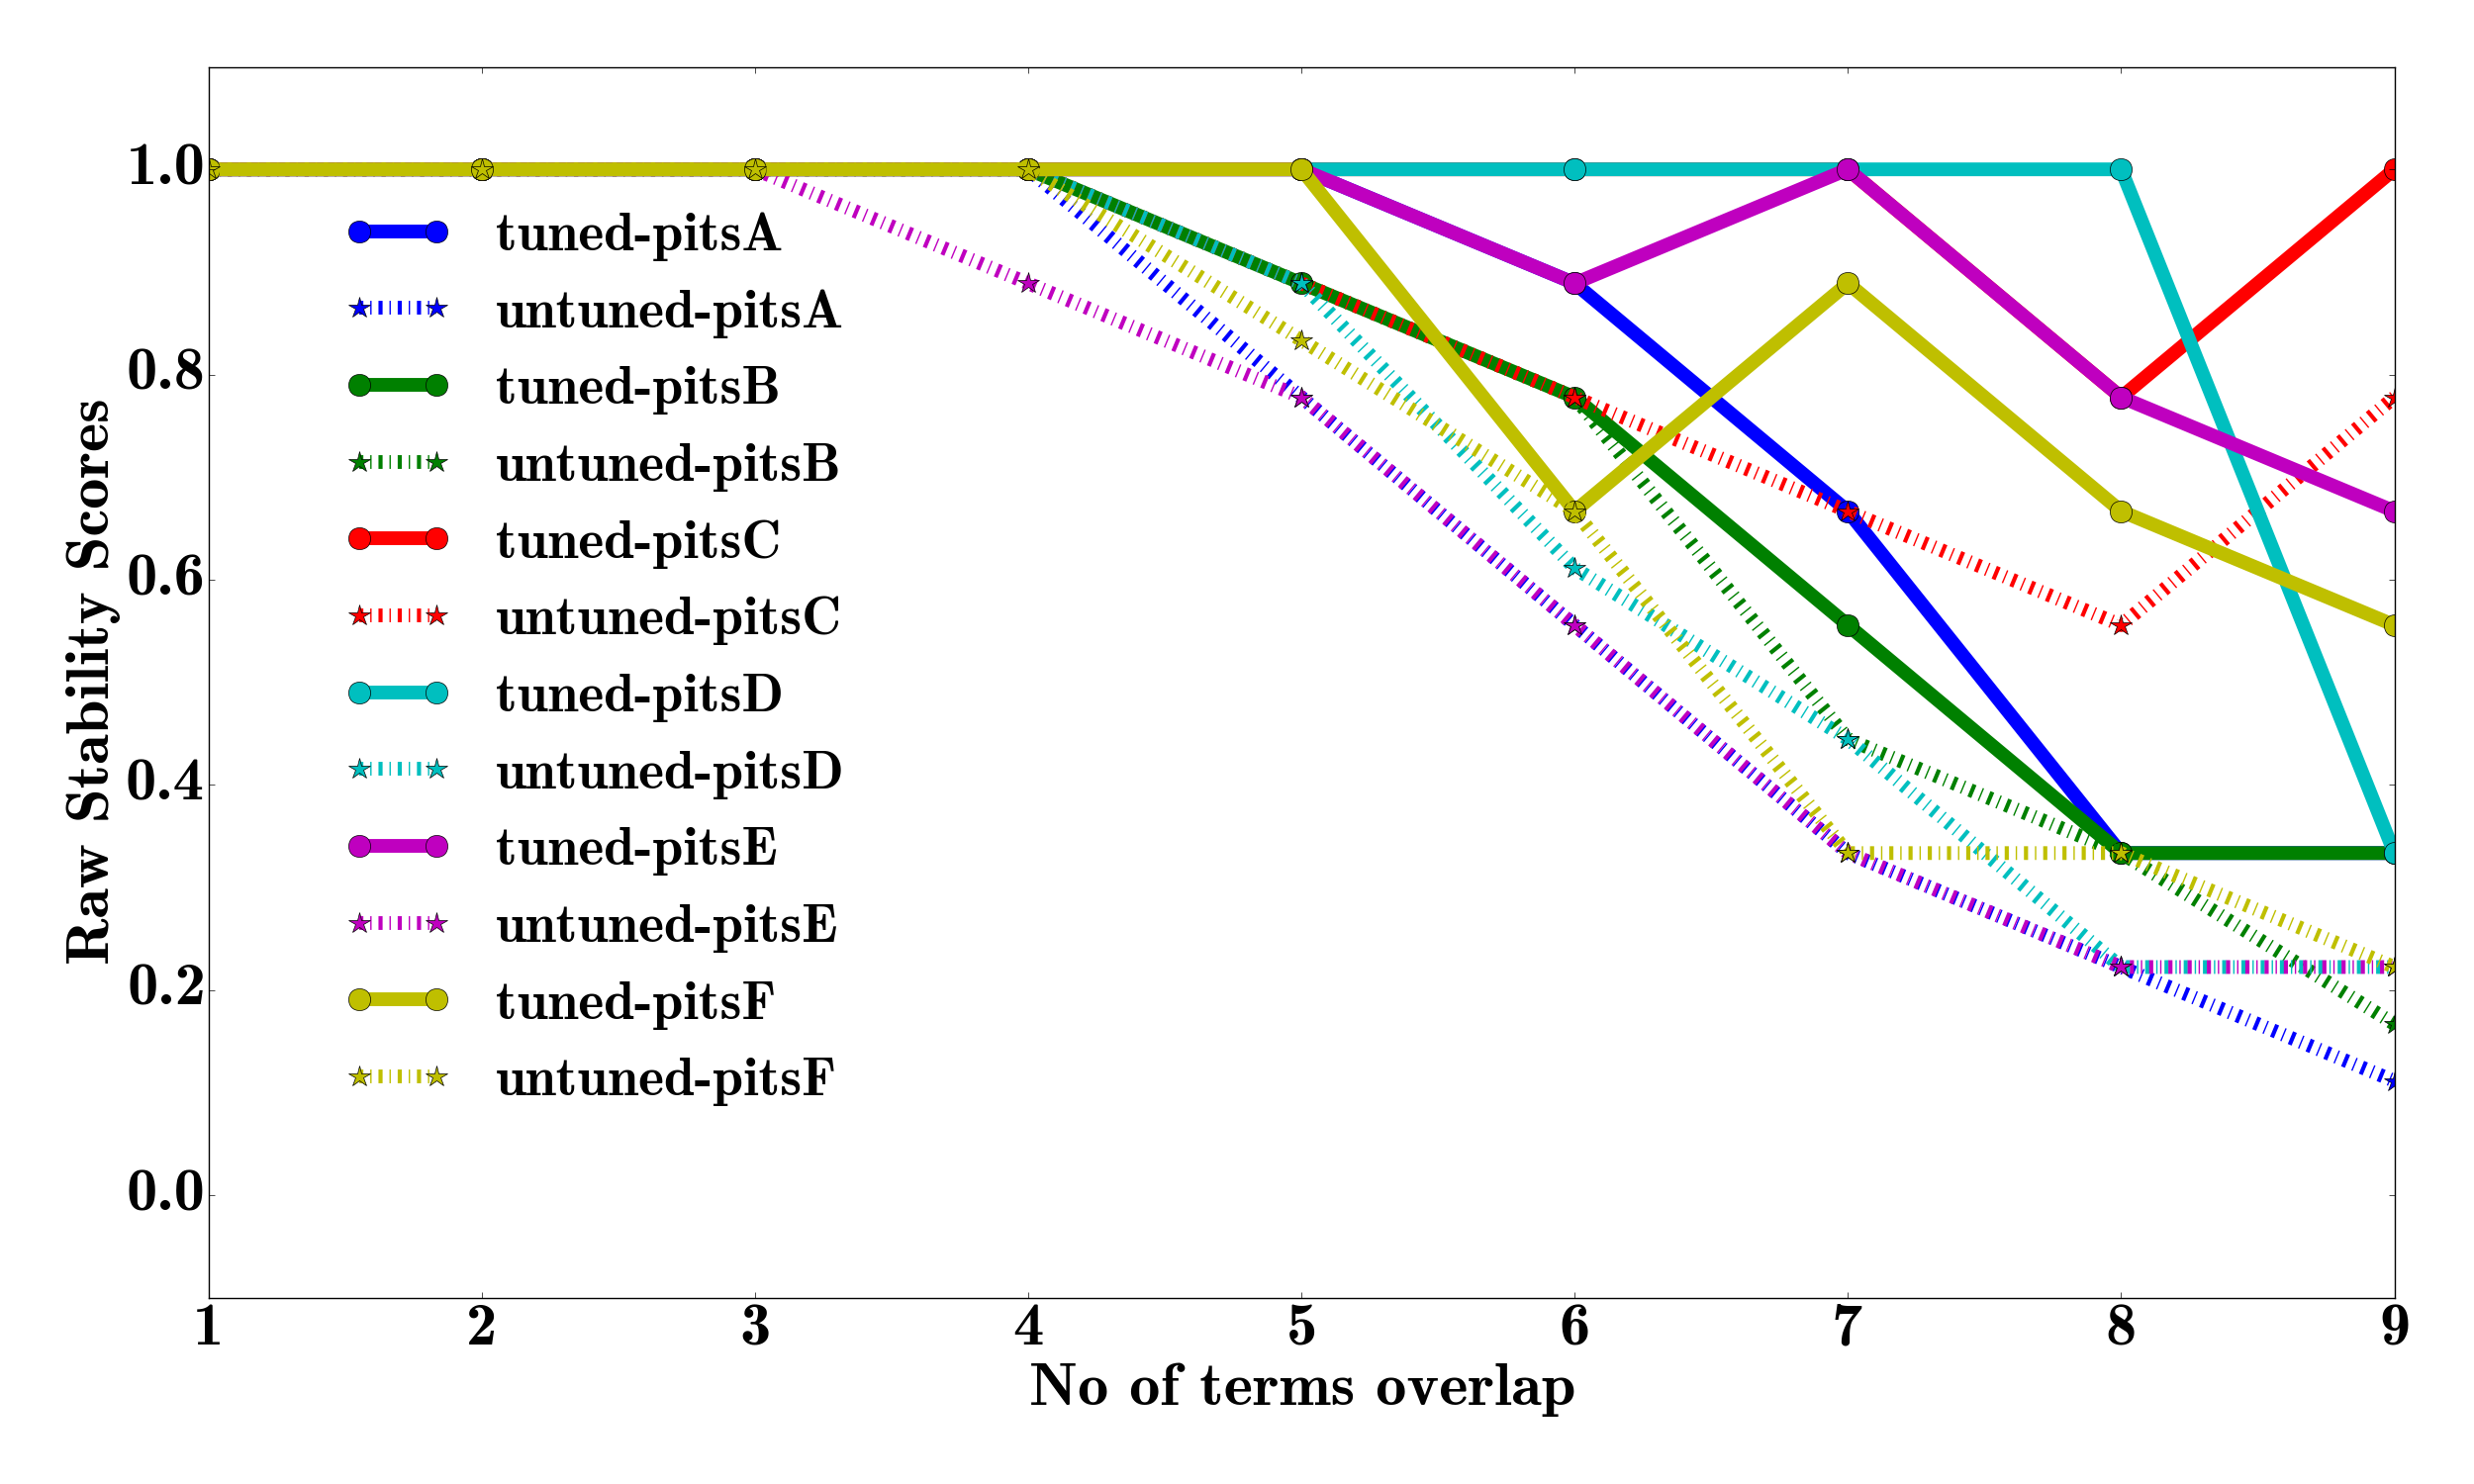 1.0
0.8
0.6
0.4
0.2
0.0
Raw Stability Scores
tuned-pitsA
untuned-pitsA
tuned-pitsB
untuned-pitsB
tuned-pitsC
untuned-pitsC
tuned-pitsD
untuned-pitsD
tuned-pitsE
untuned-pitsE
tuned-pitsF
untuned-pitsF
1 2 3 4 5 6 7 8 9
No of terms overlap